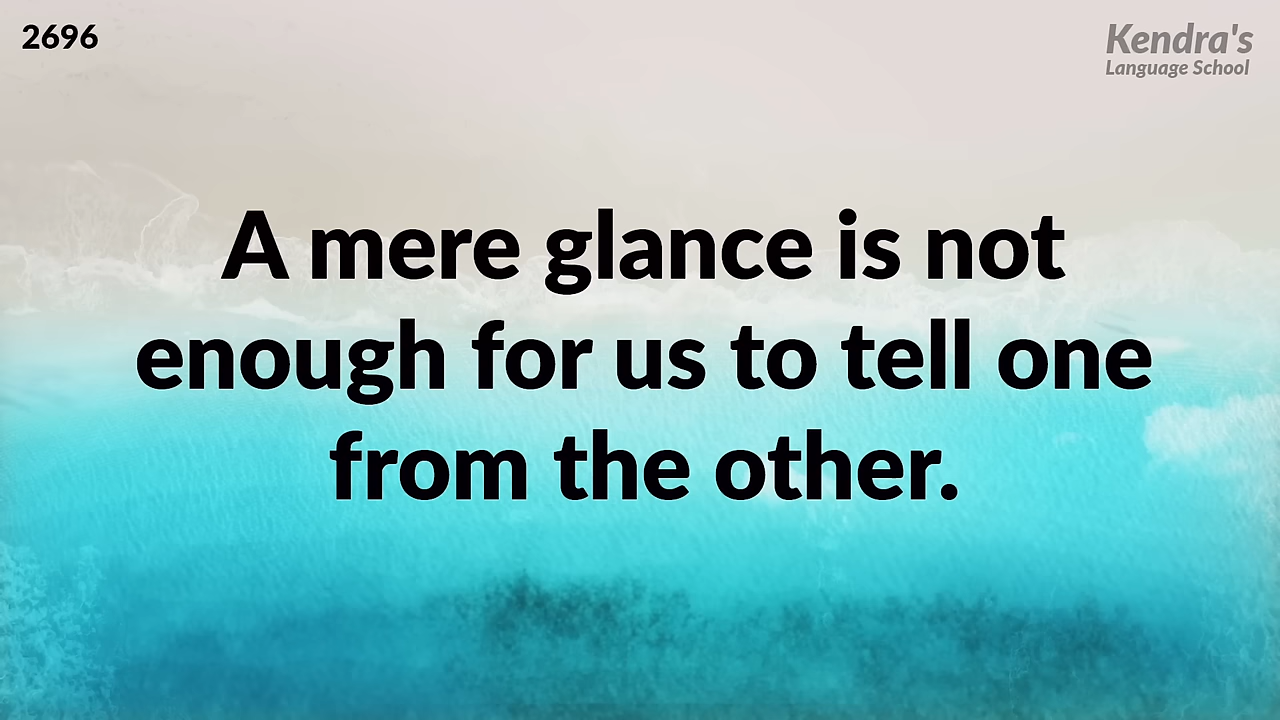 2696
Kendra's
Language School
A mere glance is not
enough for us to tell one
from the other.